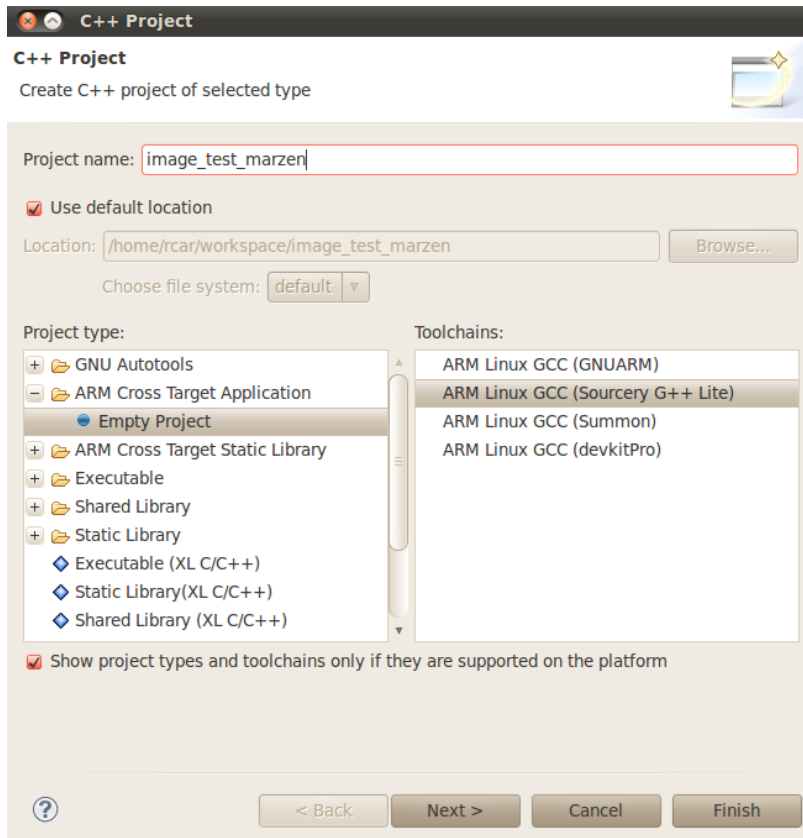 C++ Project
C++ Project
Create C++ project of selected type
Project name: image_test_marzen
Use default location
Location: /home/rcar/workspace/image_test_marzen Browse...
Choose file system: default
Project type:
GNU Autotools
ARM Cross Target Application
Empty Project
ARM Cross Target Static Library
Executable
Shared Library
Static Library
Executable (XL C/C++)
Static Library(XL C/C++)
Shared Library (XL C/C++)
Toolchains:
ARM Linux GCC (GNUARM)
ARM Linux GCC (Sourcery G++ Lite)
ARM Linux GCC (Summon)
ARM Linux GCC (devkitPro)
Show project types and toolchains only if they are supported on the platform
? < Back Next > Cancel Finish